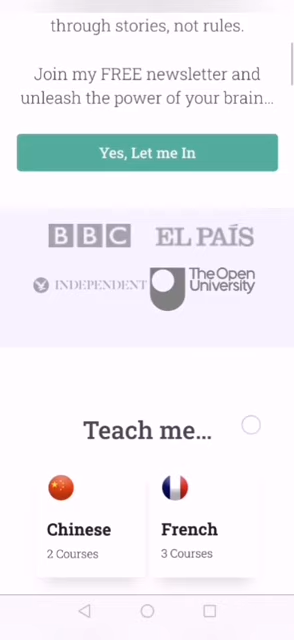 through stories, not rules.
Join my FREE newsletter and
unleash the power of your brain...
Yes, Let me In
BBC EL PAÍS
INDEPENDENT The Open
University
Teach me...
Chinese
2 Courses
French
3 Courses